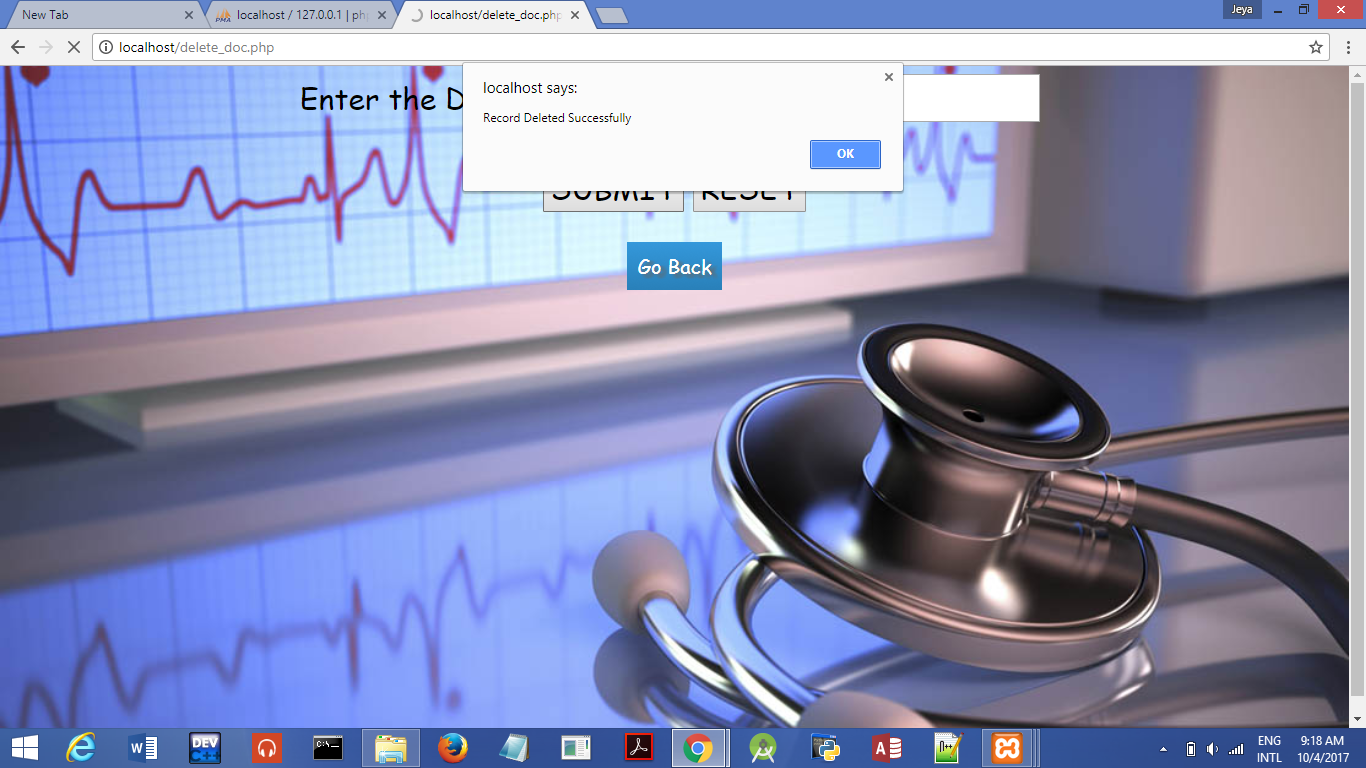 New Tab
localhost / 127.0.0.1 | ph
localhost/delete_doc.php
Jeya
localhost/delete_doc.php
localhost says:
Record Deleted Successfully
OK
Enter the D
SUBMIT RESET
Go Back
DEV
C++
C:\_
ENG
INTL
9:18 AM
10/4/2017